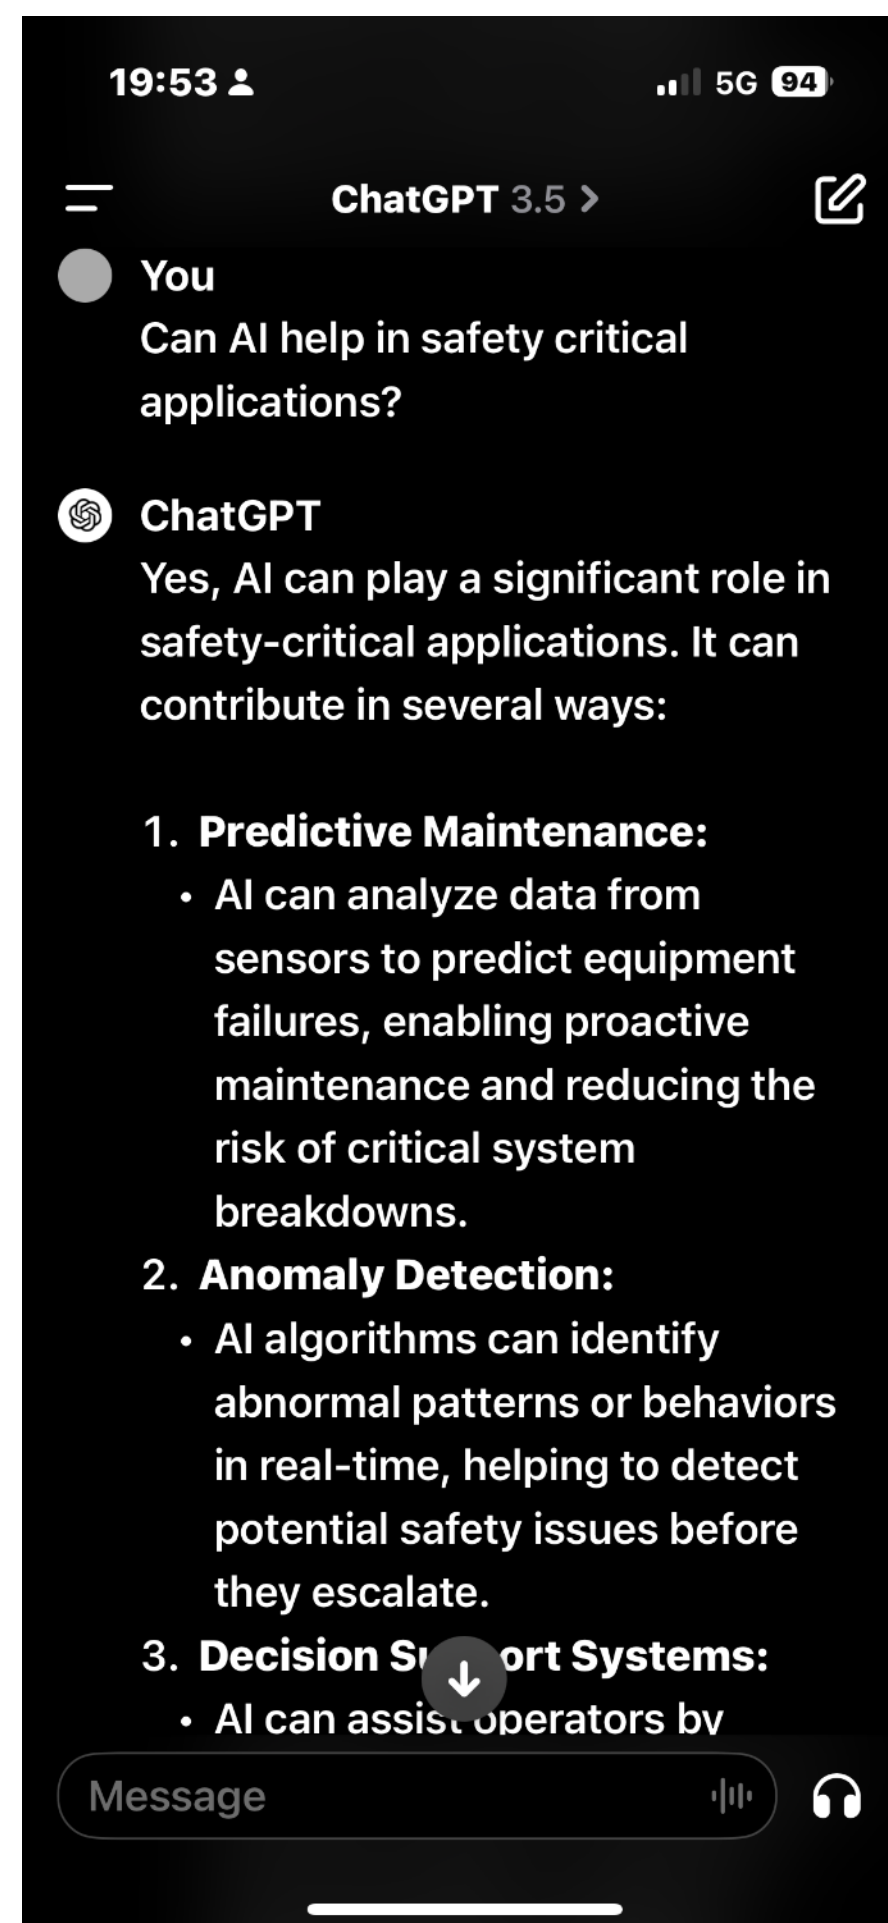 19:53 5G 94
ChatGPT 3.5
You
Can AI help in safety critical
applications?
ChatGPT
Yes, AI can play a significant role in
safety-critical applications. It can
contribute in several ways:
1. Predictive Maintenance:
• AI can analyze data from
sensors to predict equipment
failures, enabling proactive
maintenance and reducing the
risk of critical system
breakdowns.
2. Anomaly Detection:
• AI algorithms can identify
abnormal patterns or behaviors
in real-time, helping to detect
potential safety issues before
they escalate.
3. Decision Support Systems:
• AI can assist operators by
Message